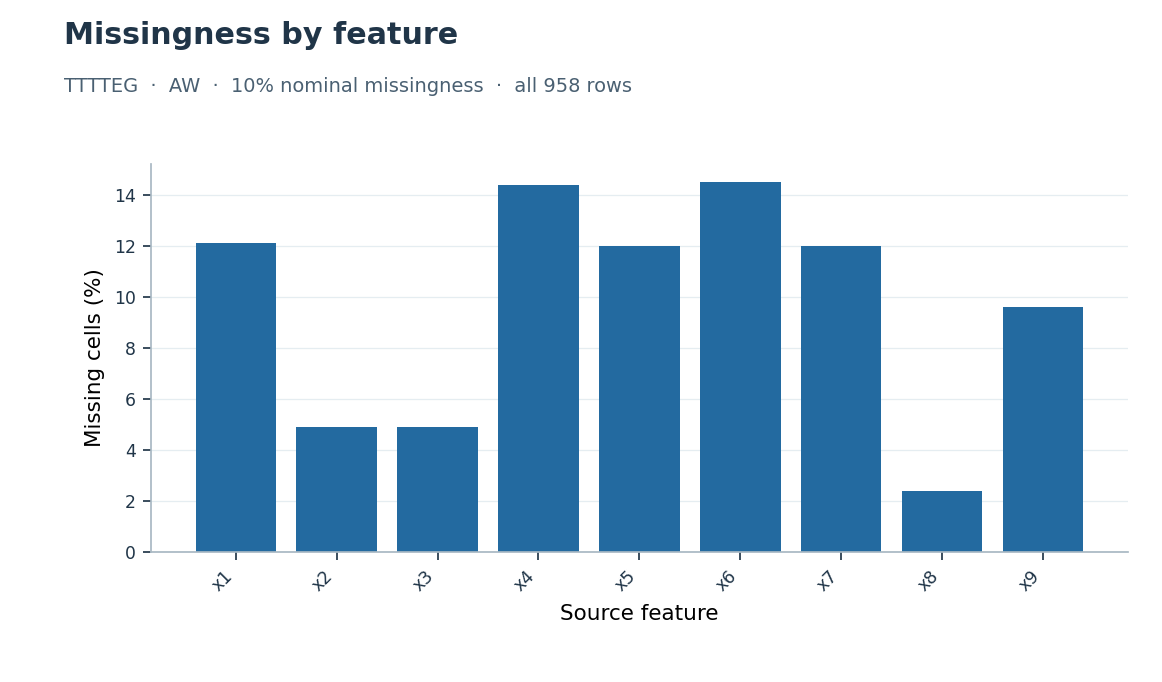 Missingness by feature
TTTTEG · AW · 10% nominal missingness · all 958 rows
14
12
10
8
6
4
2
0
Missing cells (%)
x1 x2 x3 x4 x5 x6 x7 x8 x9
Source feature